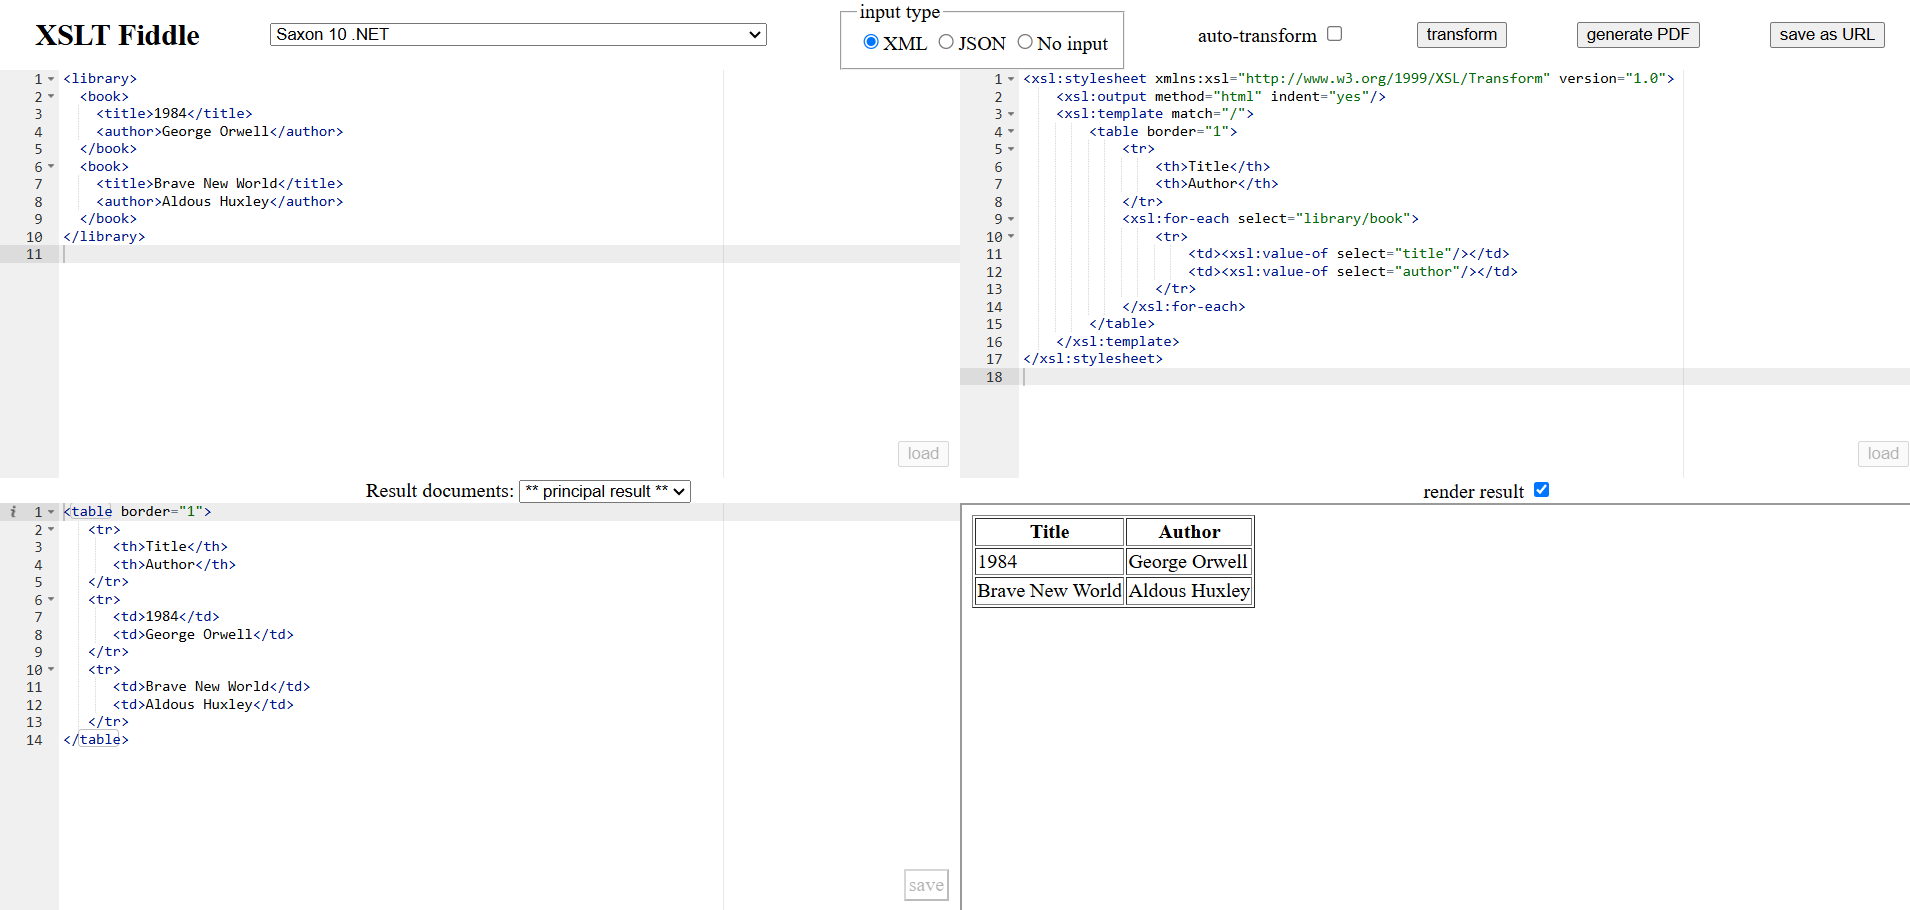 XSLT Fiddle
Saxon 10 .NET
input type
XML JSON No input
auto-transform
transform
generate PDF
save as URL
1 <library>
2   <book>
3     <title>1984</title>
4     <author>George Orwell</author>
5   </book>
6   <book>
7     <title>Brave New World</title>
8     <author>Aldous Huxley</author>
9   </book>
10 </library>
11
load
1 <xsl:stylesheet xmlns:xsl="http://www.w3.org/1999/XSL/Transform" version="1.0">
2     <xsl:output method="html" indent="yes"/>
3     <xsl:template match="/">
4         <table border="1">
5             <tr>
6                 <th>Title</th>
7                 <th>Author</th>
8             </tr>
9             <xsl:for-each select="library/book">
10                 <tr>
11                     <td><xsl:value-of select="title"/></td>
12                     <td><xsl:value-of select="author"/></td>
13                 </tr>
14             </xsl:for-each>
15         </table>
16     </xsl:template>
17 </xsl:stylesheet>
18
load
Result documents: ** principal result **
render result
i 1 <table border="1">
2    <tr>
3       <th>Title</th>
4       <th>Author</th>
5    </tr>
6    <tr>
7       <td>1984</td>
8       <td>George Orwell</td>
9    </tr>
10    <tr>
11       <td>Brave New World</td>
12       <td>Aldous Huxley</td>
13    </tr>
14 </table>
save
Title Author
1984 George Orwell
Brave New World Aldous Huxley